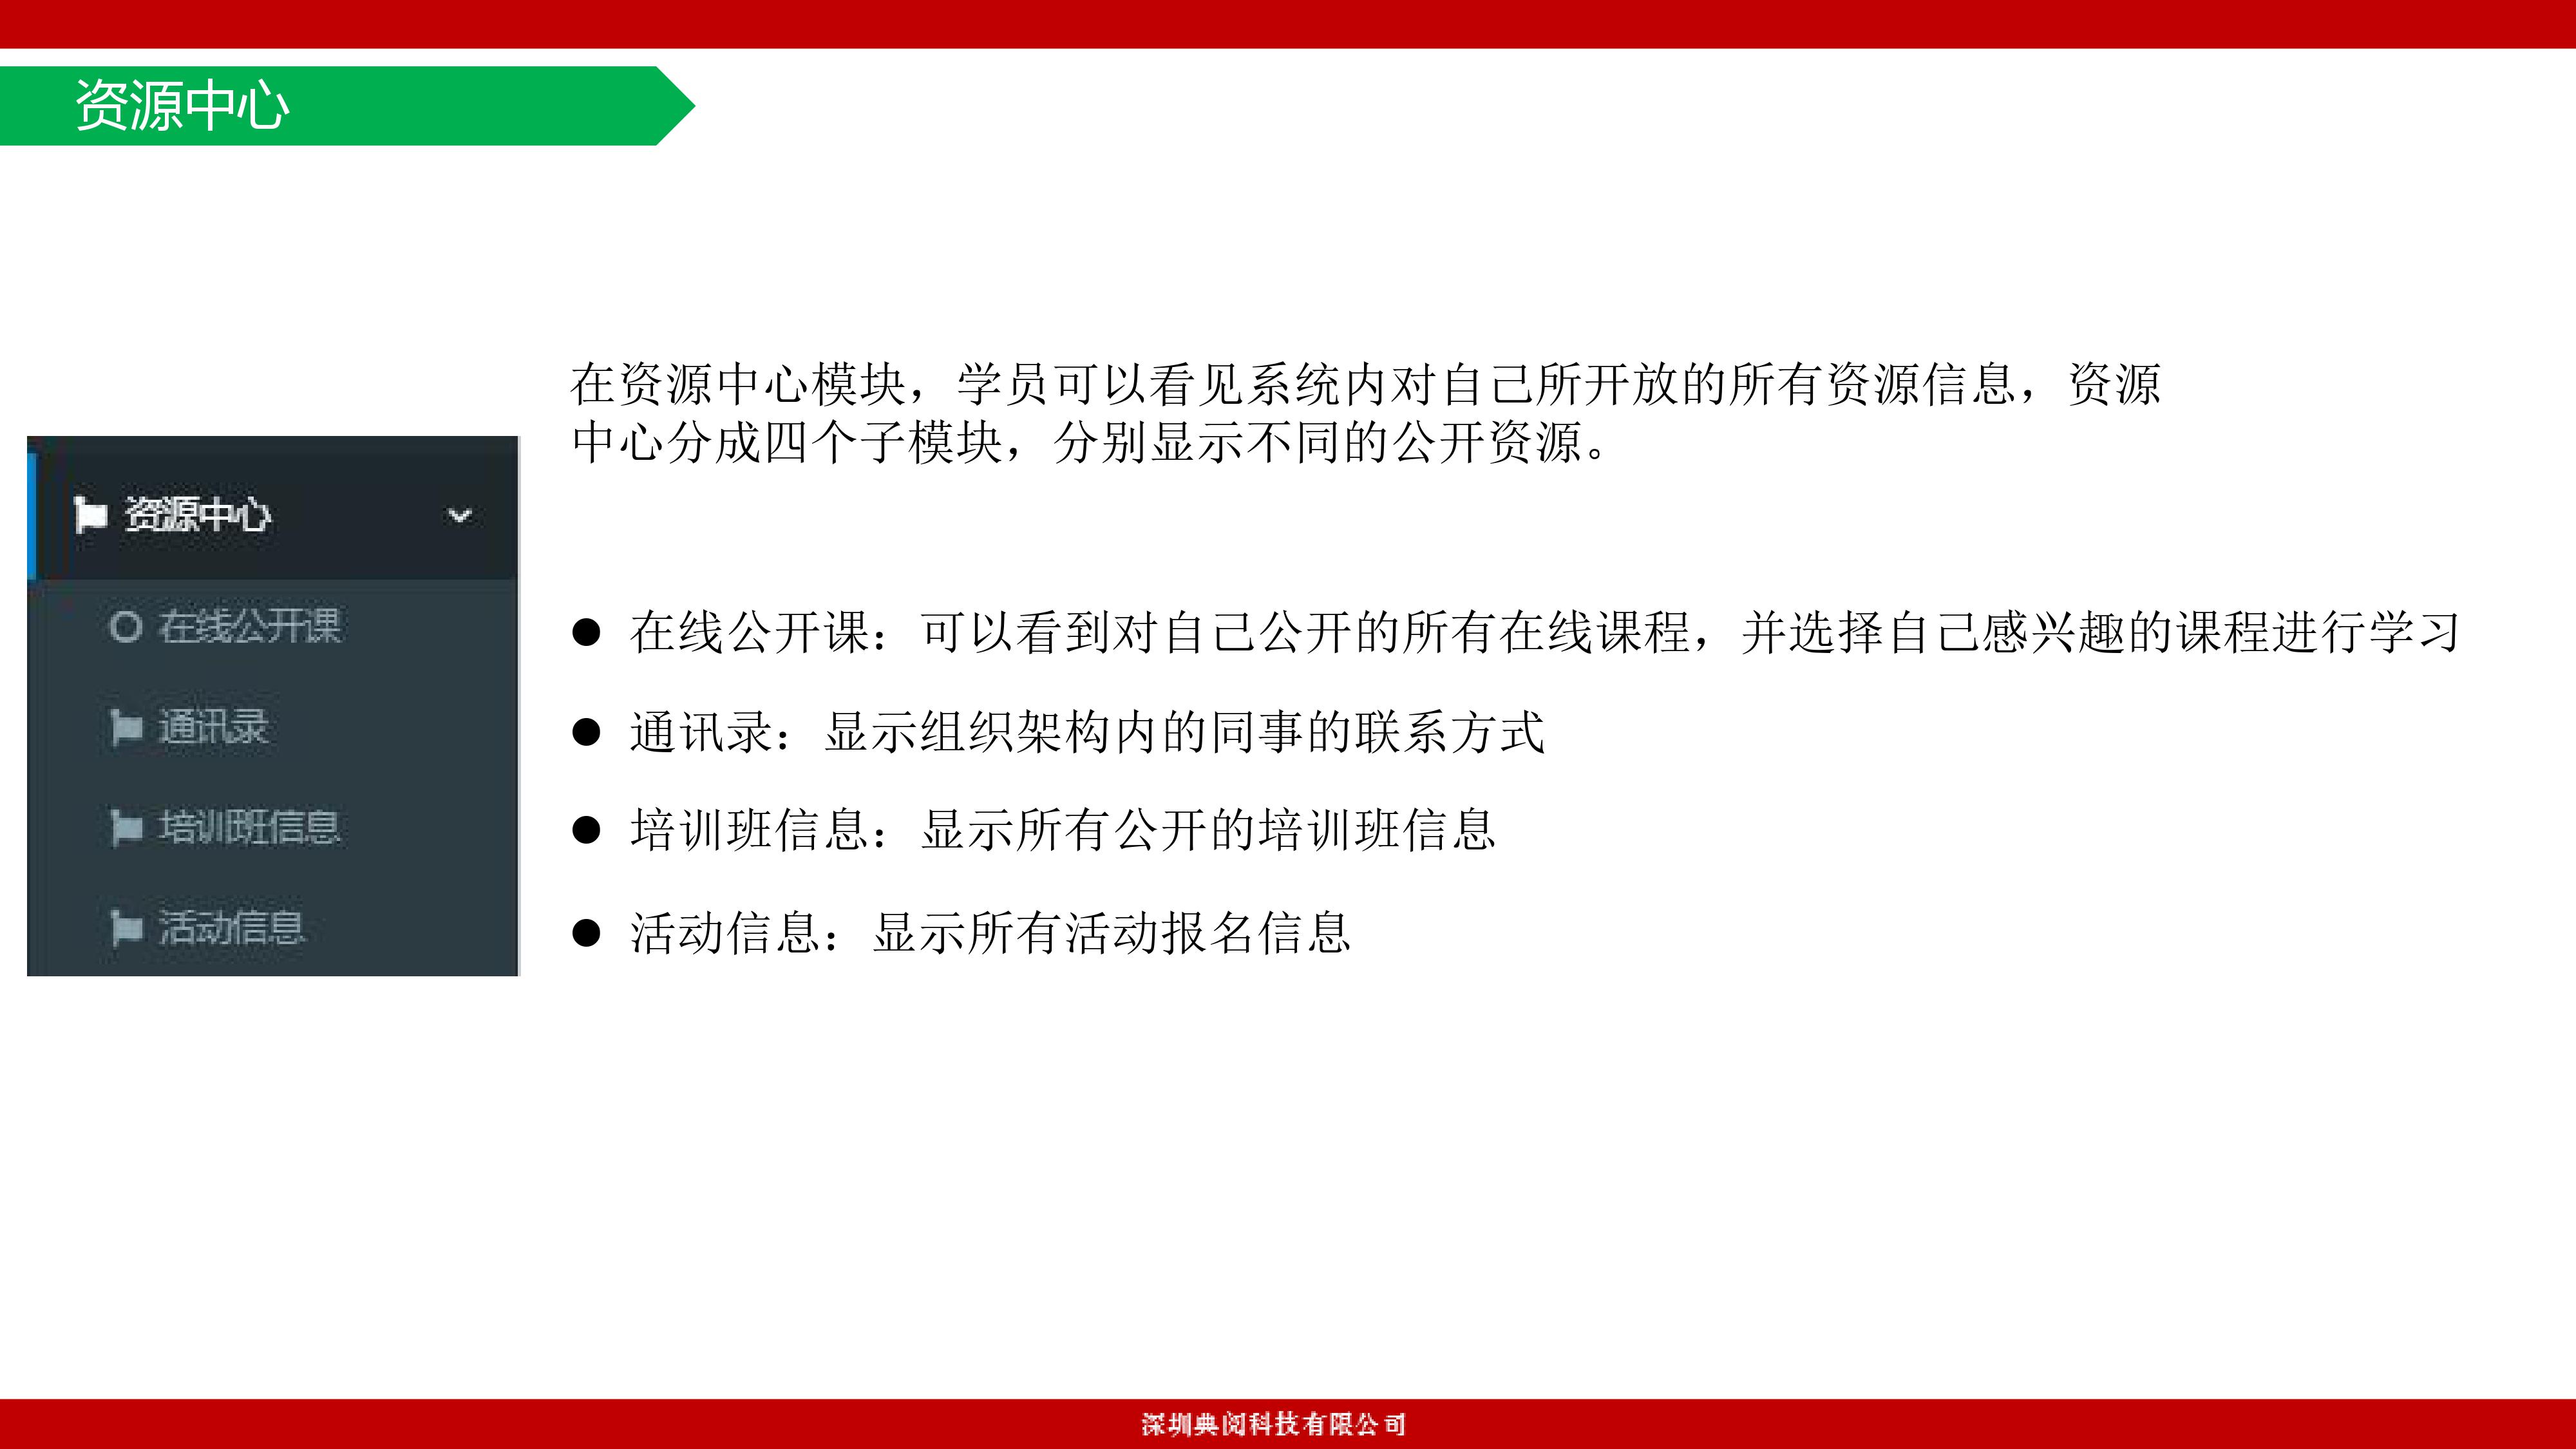 资源中心
在资源中心模块，学员可以看见系统内对自己所开放的所有资源信息，资源
中心分成四个子模块，分别显示不同的公开资源。
资源中心
在线公开课
通讯录
培训班信息
活动信息
● 在线公开课：可以看到对自己公开的所有在线课程，并选择自己感兴趣的课程进行学习
● 通讯录：显示组织架构内的同事的联系方式
● 培训班信息：显示所有公开的培训班信息
● 活动信息：显示所有活动报名信息
深圳典阅科技有限公司